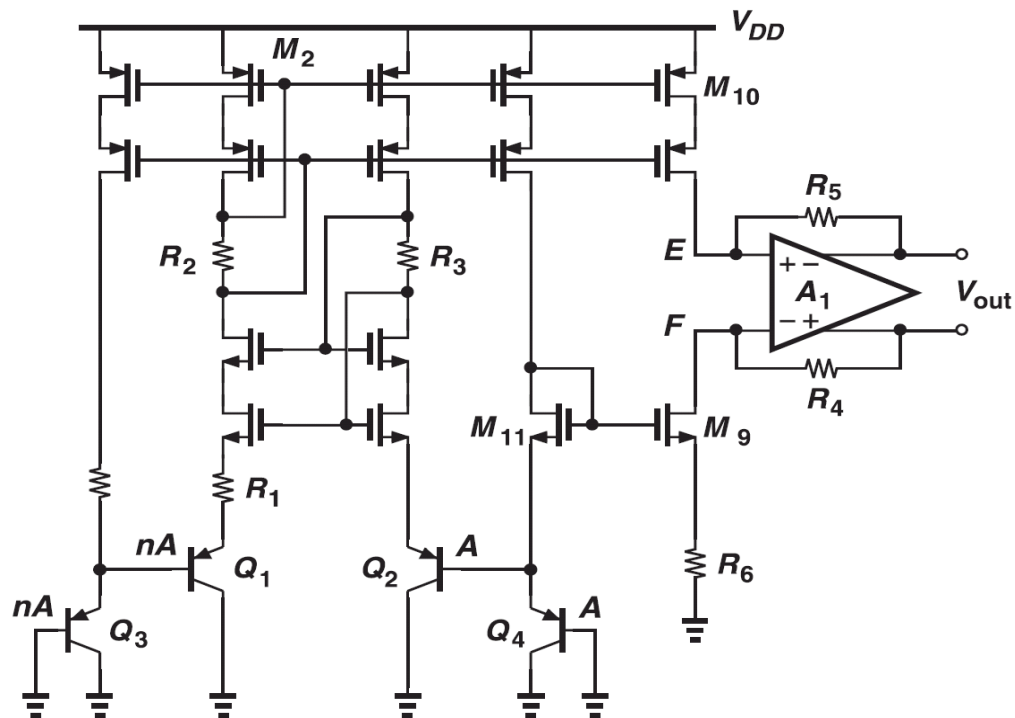 V_DD
M_2
M_10
R_5
R_2
R_3
E
+ −
A_1
V_out
F
− +
R_4
M_11
M_9
R_1
nA
A
Q_1
Q_2
R_6
nA
A
Q_3
Q_4